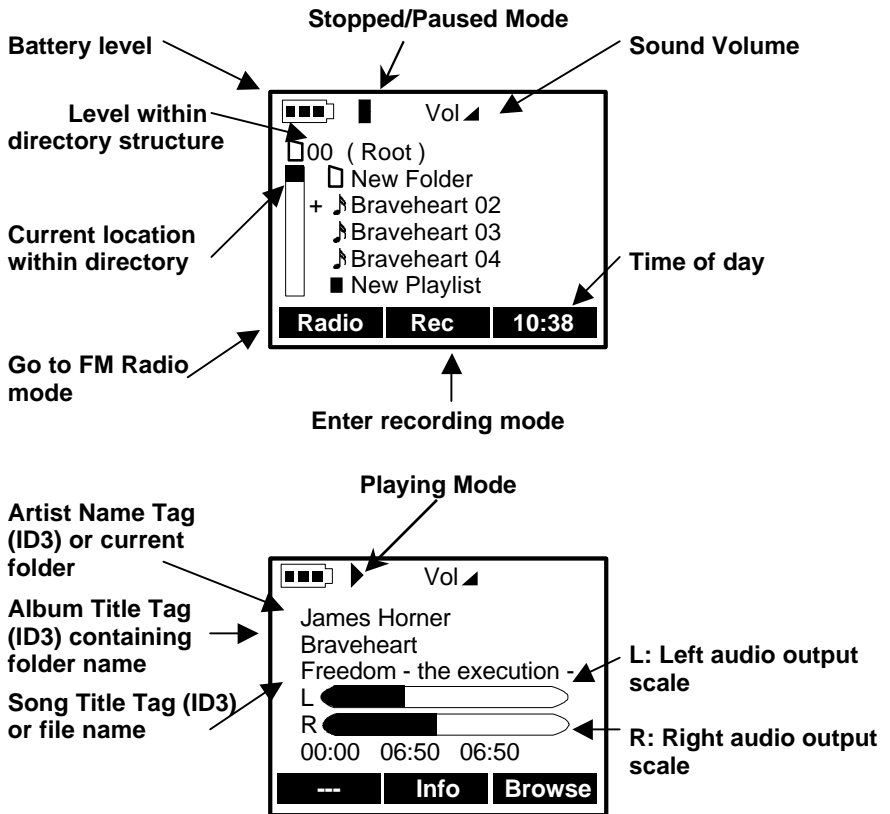 Stopped/Paused Mode
Battery level
Sound Volume
Level within
directory structure
Vol
00 ( Root )
New Folder
+ Braveheart 02
Braveheart 03
Braveheart 04
New Playlist
Current location
within directory
Time of day
Radio Rec 10:38
Go to FM Radio
mode
Enter recording mode
Playing Mode
Artist Name Tag
(ID3) or current
folder
Vol
Album Title Tag
(ID3) containing
folder name
James Horner
Braveheart
Freedom - the execution -
Song Title Tag (ID3)
or file name
L: Left audio output
scale
L
R
R: Right audio output
scale
00:00 06:50 06:50
--- Info Browse